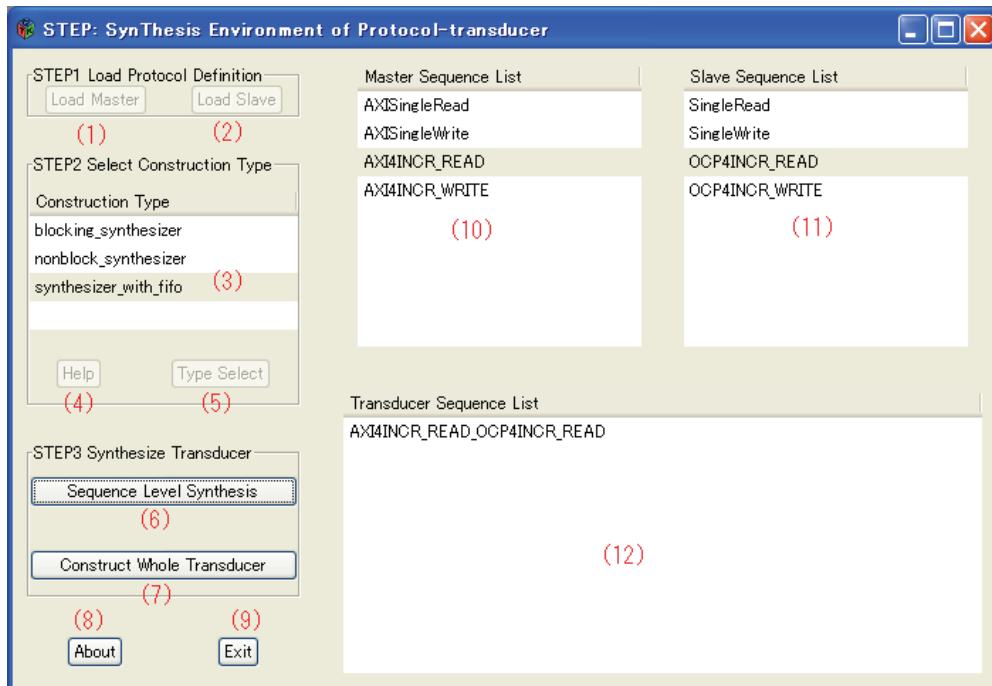 STEP: SynThesis Environment of Protocol-transducer
STEP1 Load Protocol Definition
Load Master Load Slave
(1) (2)
STEP2 Select Construction Type
Construction Type
blocking_synthesizer
nonblock_synthesizer
synthesizer_with_fifo (3)
Help Type Select
(4) (5)
STEP3 Synthesize Transducer
Sequence Level Synthesis
(6)
Construct Whole Transducer
(7)
(8) (9)
About Exit
Master Sequence List
AXISingleRead
AXISingleWrite
AXI4INCR_READ
AXI4INCR_WRITE
(10)
Slave Sequence List
SingleRead
SingleWrite
OCP4INCR_READ
OCP4INCR_WRITE
(11)
Transducer Sequence List
AXI4INCR_READ_OCP4INCR_READ
(12)